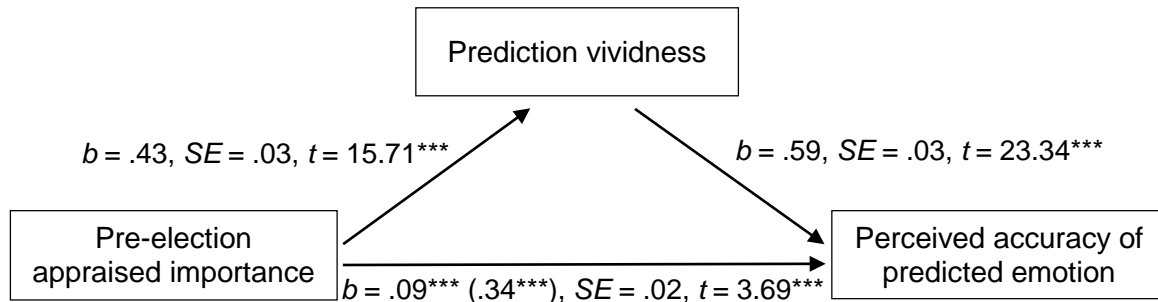 Prediction vividness
b = .43, SE = .03, t = 15.71***
b = .59, SE = .03, t = 23.34***
Pre-election
appraised importance
Perceived accuracy of
predicted emotion
b = .09*** (.34***), SE = .02, t = 3.69***